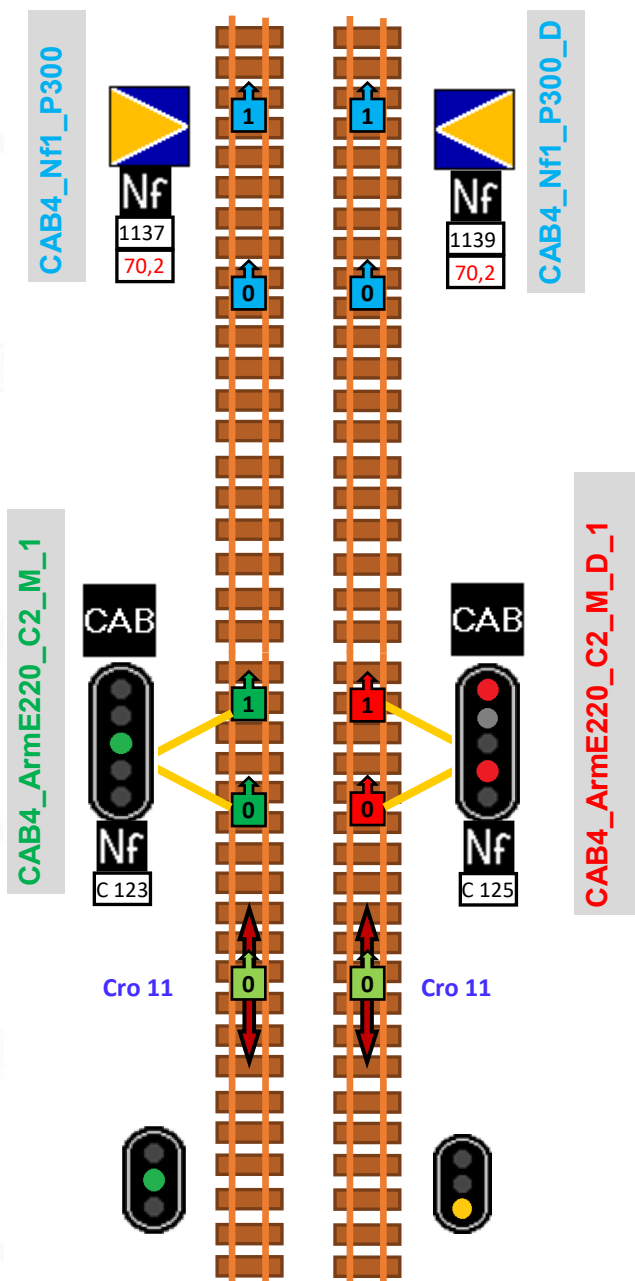 CAB4_Nf1_P300
CAB4_Nf1_P300_D
1
1
Nf
Nf
1137
1139
70,2
70,2
0
0
CAB4_ArmE220_C2_M_1
CAB4_ArmE220_C2_M_D_1
CAB
CAB
1
1
0
0
Nf
Nf
C 123
C 125
0
0
Cro 11
Cro 11